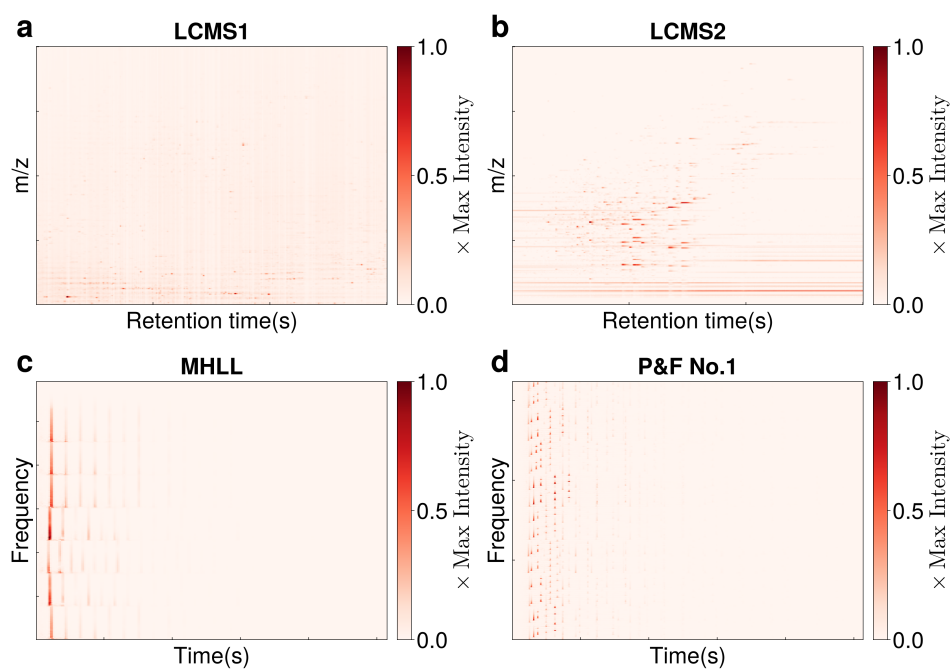 a
LCMS1
m/z
Retention time(s)
1.0
0.5
0.0
× Max Intensity
b
LCMS2
m/z
Retention time(s)
1.0
0.5
0.0
× Max Intensity
c
MHLL
Frequency
Time(s)
1.0
0.5
0.0
× Max Intensity
d
P&F No.1
Frequency
Time(s)
1.0
0.5
0.0
× Max Intensity